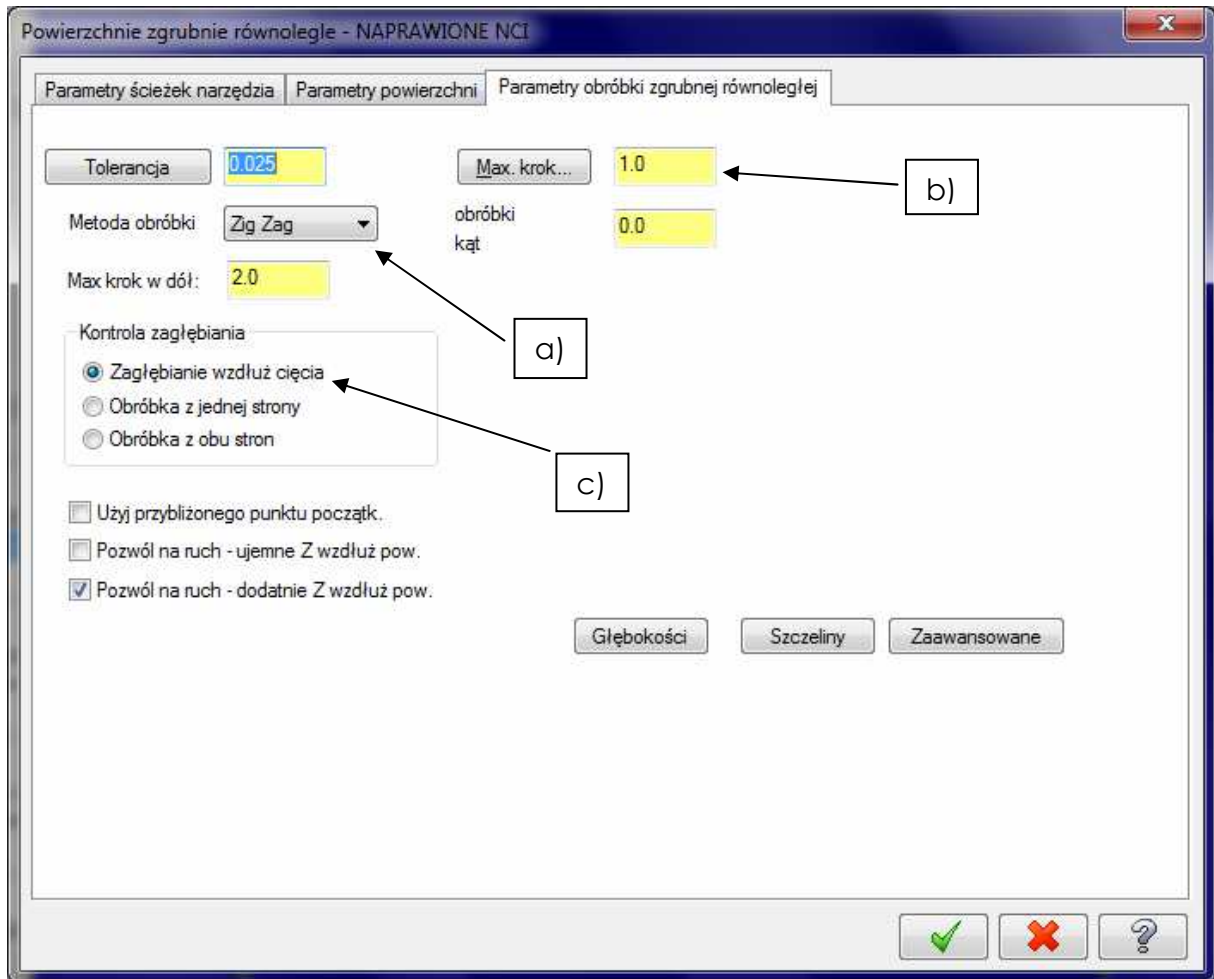 Powierzchnie zgrubnie równolegle - NAPRAWIONE NCI
Parametry ścieżek narzędzia
Parametry powierzchni
Parametry obróbki zgrubnej równoległej
Tolerancja
0.025
Max. krok...
1.0
b)
Metoda obróbki
Zig Zag
obróbki
kąt
0.0
Max krok w dół:
2.0
a)
Kontrola zagłębiania
Zagłębianie wzdłuż cięcia
Obróbka z jednej strony
Obróbka z obu stron
c)
Użyj przybliżonego punktu początk.
Pozwól na ruch - ujemne Z wzdłuż pow.
Pozwól na ruch - dodatnie Z wzdłuż pow.
Głębokości
Szczeliny
Zaawansowane